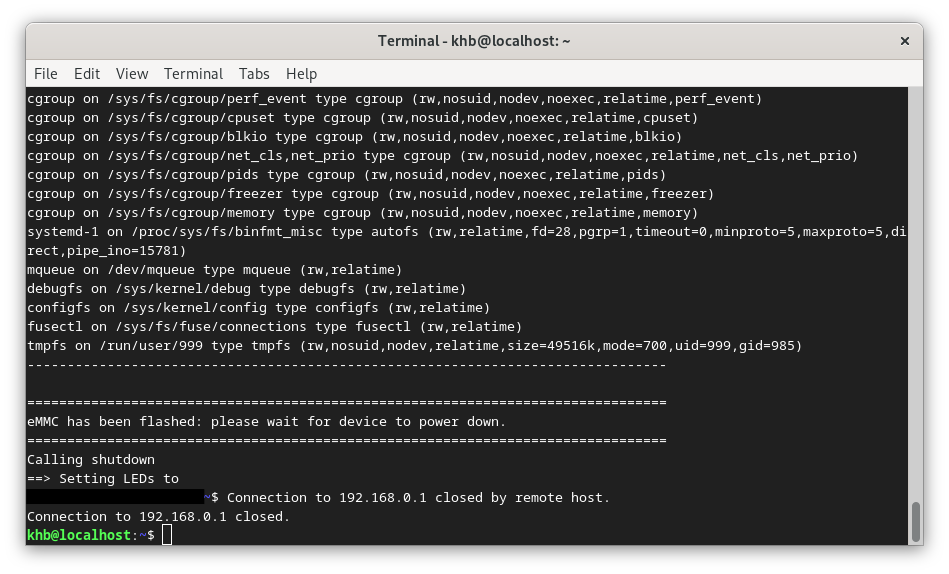 Terminal - khb@localhost: ~
×
File Edit View Terminal Tabs Help
cgroup on /sys/fs/cgroup/perf_event type cgroup (rw,nosuid,nodev,noexec,relatime,perf_event)
cgroup on /sys/fs/cgroup/cpuset type cgroup (rw,nosuid,nodev,noexec,relatime,cpuset)
cgroup on /sys/fs/cgroup/blkio type cgroup (rw,nosuid,nodev,noexec,relatime,blkio)
cgroup on /sys/fs/cgroup/net_cls,net_prio type cgroup (rw,nosuid,nodev,noexec,relatime,net_cls,net_prio)
cgroup on /sys/fs/cgroup/pids type cgroup (rw,nosuid,nodev,noexec,relatime,pids)
cgroup on /sys/fs/cgroup/freezer type cgroup (rw,nosuid,nodev,noexec,relatime,freezer)
cgroup on /sys/fs/cgroup/memory type cgroup (rw,nosuid,nodev,noexec,relatime,memory)
systemd-1 on /proc/sys/fs/binfmt_misc type autofs (rw,relatime,fd=28,pgrp=1,timeout=0,minproto=5,maxproto=5,di
rect,pipe_ino=15781)
mqueue on /dev/mqueue type mqueue (rw,relatime)
debugfs on /sys/kernel/debug type debugfs (rw,relatime)
configfs on /sys/kernel/config type configfs (rw,relatime)
fusectl on /sys/fs/fuse/connections type fusectl (rw,relatime)
tmpfs on /run/user/999 type tmpfs (rw,nosuid,nodev,relatime,size=49516k,mode=700,uid=999,gid=985)
--------------------------------------------------------------------------------
================================================================================
eMMC has been flashed: please wait for device to power down.
================================================================================
Calling shutdown
==> Setting LEDs to
~$ Connection to 192.168.0.1 closed by remote host.
Connection to 192.168.0.1 closed.
khb@localhost:~$